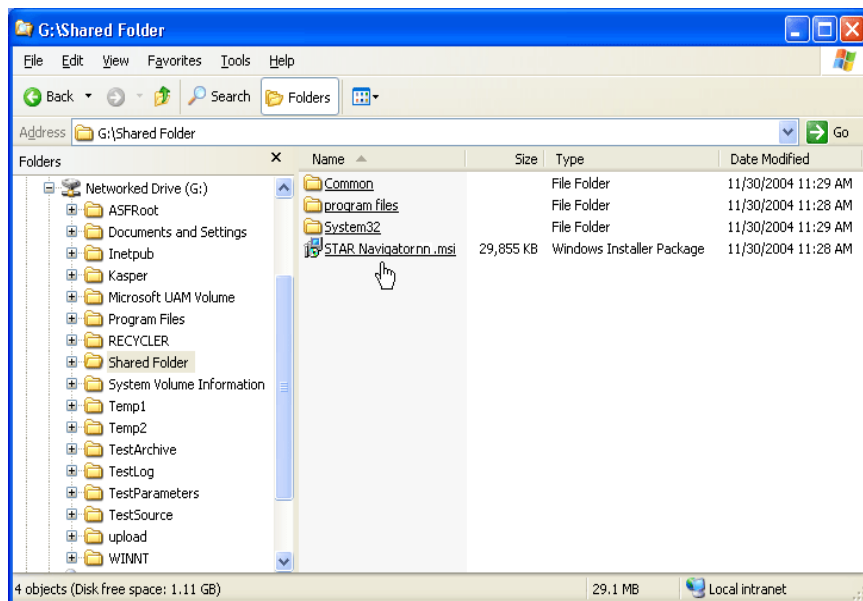 G:\Shared Folder
File Edit View Favorites Tools Help
Back Search Folders
Address G:\Shared Folder Go
Folders Name Size Type Date Modified
Networked Drive (G:)
ASFRoot
Documents and Settings
Inetpub
Kasper
Microsoft UAM Volume
Program Files
RECYCLER
Shared Folder
System Volume Information
Temp1
Temp2
TestArchive
TestLog
TestParameters
TestSource
upload
WINNT
Common File Folder 11/30/2004 11:29 AM
program files File Folder 11/30/2004 11:28 AM
System32 File Folder 11/30/2004 11:29 AM
STAR Navigatornn .msi 29,855 KB Windows Installer Package 11/30/2004 11:28 AM
4 objects (Disk free space: 1.11 GB) 29.1 MB Local intranet